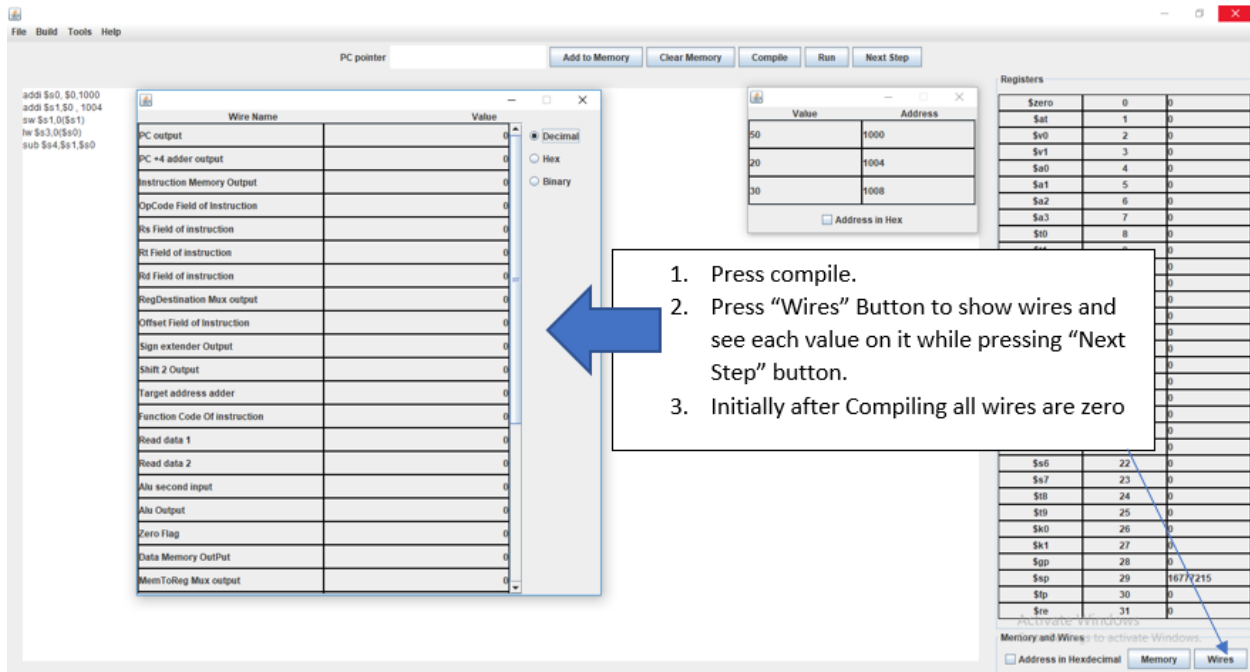 File Build Tools Help
PC pointer Add to Memory Clear Memory Compile Run Next Step
addi $s0, $0,1000
addi $s1,$0 , 1004
sw $s1,0($s1)
lw $s3,0($s0)
sub $s4,$s1,$s0
Wire Name Value
PC output 0
PC +4 adder output 0
Instruction Memory Output 0
OpCode Field of Instruction 0
Rs Field of instruction 0
Rt Field of instruction 0
Rd Field of instruction 0
RegDestination Mux output 0
Offset Field of Instruction 0
Sign extender Output 0
Shift 2 Output 0
Target address adder 0
Function Code Of instruction 0
Read data 1 0
Read data 2 0
Alu second input 0
Alu Output 0
Zero Flag 0
Data Memory OutPut 0
MemToReg Mux output 0
Decimal
Hex
Binary
Value Address
50 1000
20 1004
30 1008
Address in Hex
1. Press compile.
2. Press “Wires” Button to show wires and
see each value on it while pressing “Next
Step” button.
3. Initially after Compiling all wires are zero
Registers
$zero 0 0
$at 1 0
$v0 2 0
$v1 3 0
$a0 4 0
$a1 5 0
$a2 6 0
$a3 7 0
$t0 8 0
$s6 22 0
$s7 23 0
$t8 24 0
$t9 25 0
$k0 26 0
$k1 27 0
$gp 28 0
$sp 29 16777215
$fp 30 0
$re 31 0
Activate Windows
Memory and Wires to activate Windows.
Address in Hexdecimal Memory Wires